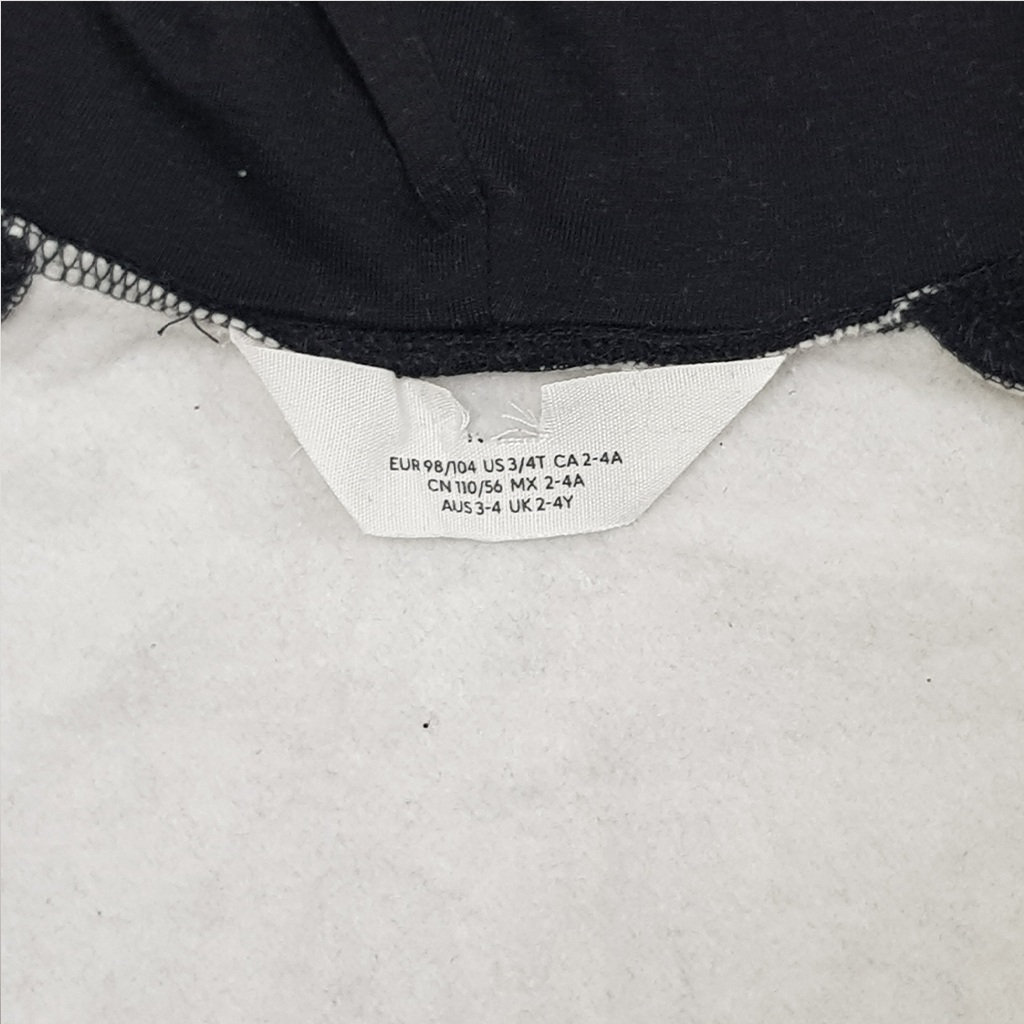 EUR 98/104 US 3/4T CA 2-4A
CN 110/56 MX 2-4A
AUS 3-4 UK 2-4Y